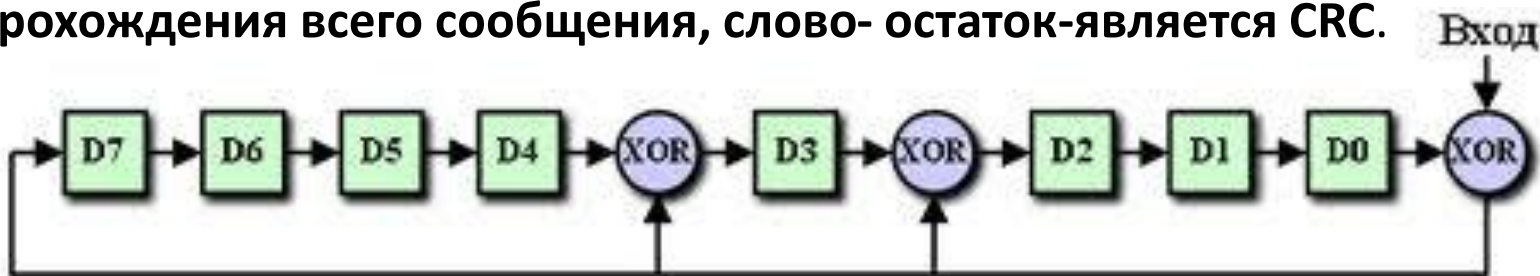 рохождения всего сообщения, слово- остаток-является CRC.
Вход
D7 D6 D5 D4 XOR D3 XOR D2 D1 D0 XOR